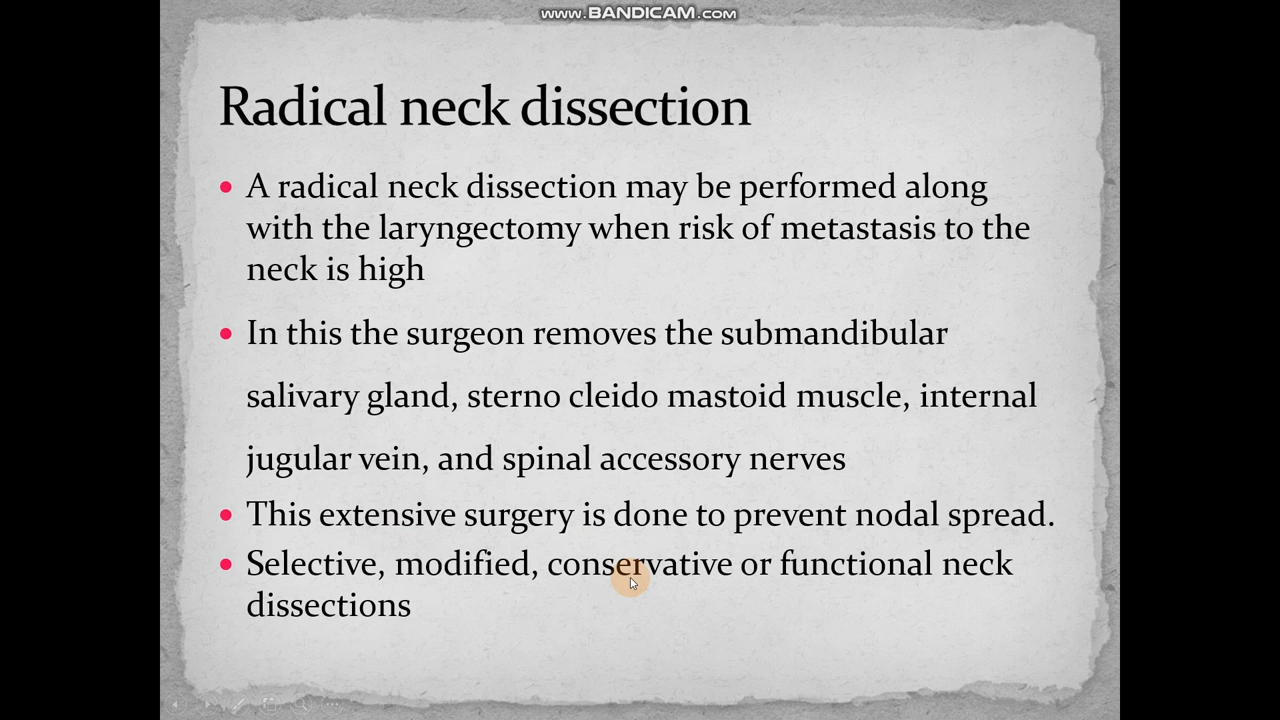 www.BANDICAM.com
Radical neck dissection
A radical neck dissection may be performed along
with the laryngectomy when risk of metastasis to the
neck is high
In this the surgeon removes the submandibular
salivary gland, sterno cleido mastoid muscle, internal
jugular vein, and spinal accessory nerves
This extensive surgery is done to prevent nodal spread.
Selective, modified, conservative or functional neck
dissections